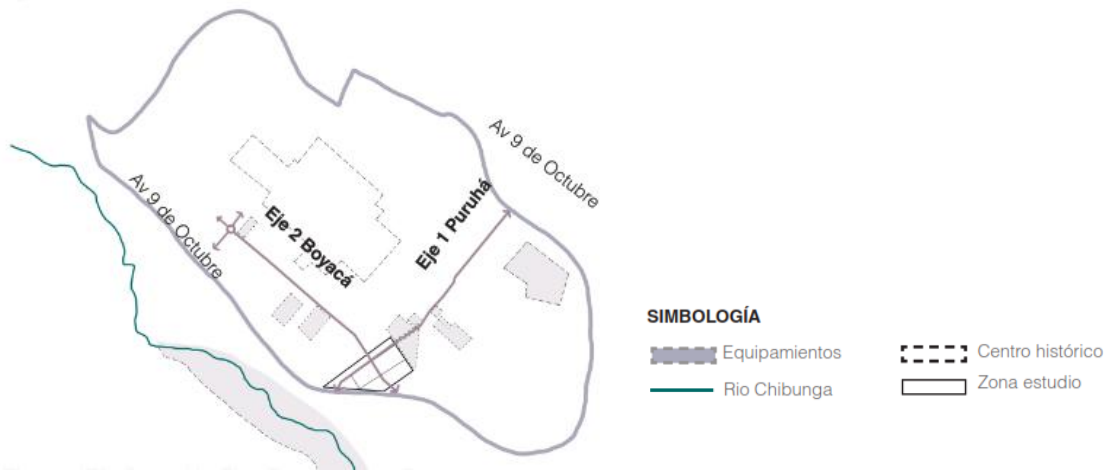 Av 9 de Octubre
Av 9 de Octubre
Eje 2 Boyacá
Eje 1 Puruhá
SIMBOLOGÍA
Equipamientos
Centro histórico
Rio Chibunga
Zona estudio